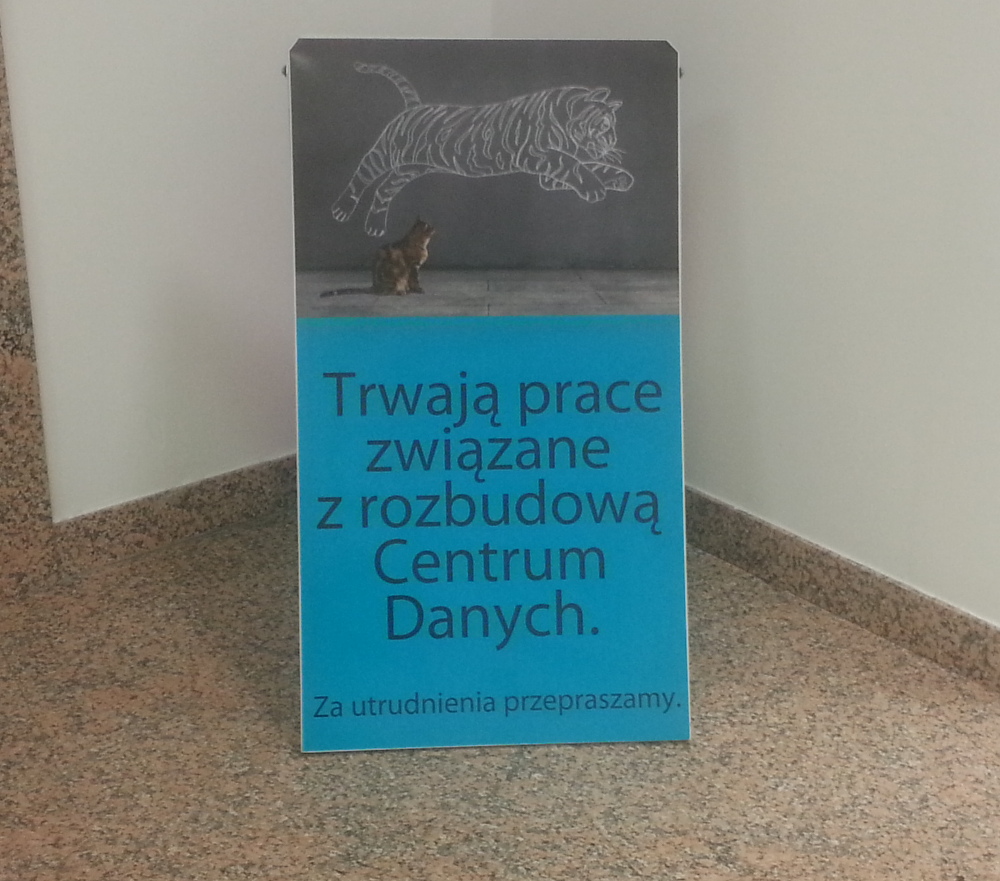 Trwają prace
związane
z rozbudową
Centrum
Danych.
Za utrudnienia przepraszamy.